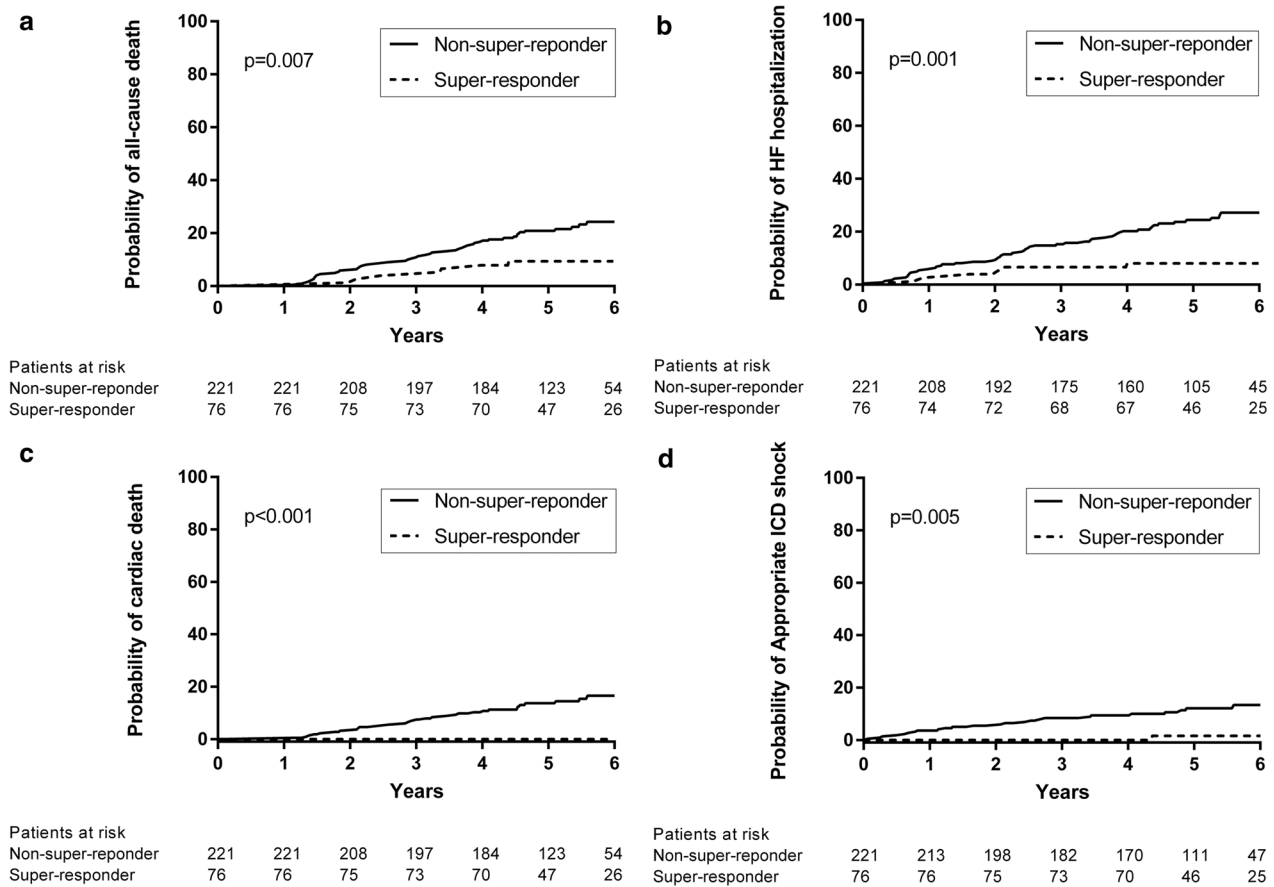 a
Probability of all-cause death
100
80
60
40
20
0
p=0.007
Non-super-reponder
Super-responder
0 1 2 3 4 5 6
Years
Patients at risk
Non-super-reponder 221 221 208 197 184 123 54
Super-responder 76 76 75 73 70 47 26
b
Probability of HF hospitalization
100
80
60
40
20
0
p=0.001
Non-super-reponder
Super-responder
0 1 2 3 4 5 6
Years
Patients at risk
Non-super-reponder 221 208 192 175 160 105 45
Super-responder 76 74 72 68 67 46 25
c
Probability of cardiac death
100
80
60
40
20
0
p<0.001
Non-super-reponder
Super-responder
0 1 2 3 4 5 6
Years
Patients at risk
Non-super-reponder 221 221 208 197 184 123 54
Super-responder 76 76 75 73 70 47 26
d
Probability of Appropriate ICD shock
100
80
60
40
20
0
p=0.005
Non-super-reponder
Super-responder
0 1 2 3 4 5 6
Years
Patients at risk
Non-super-reponder 221 213 198 182 170 111 47
Super-responder 76 76 75 73 70 46 25